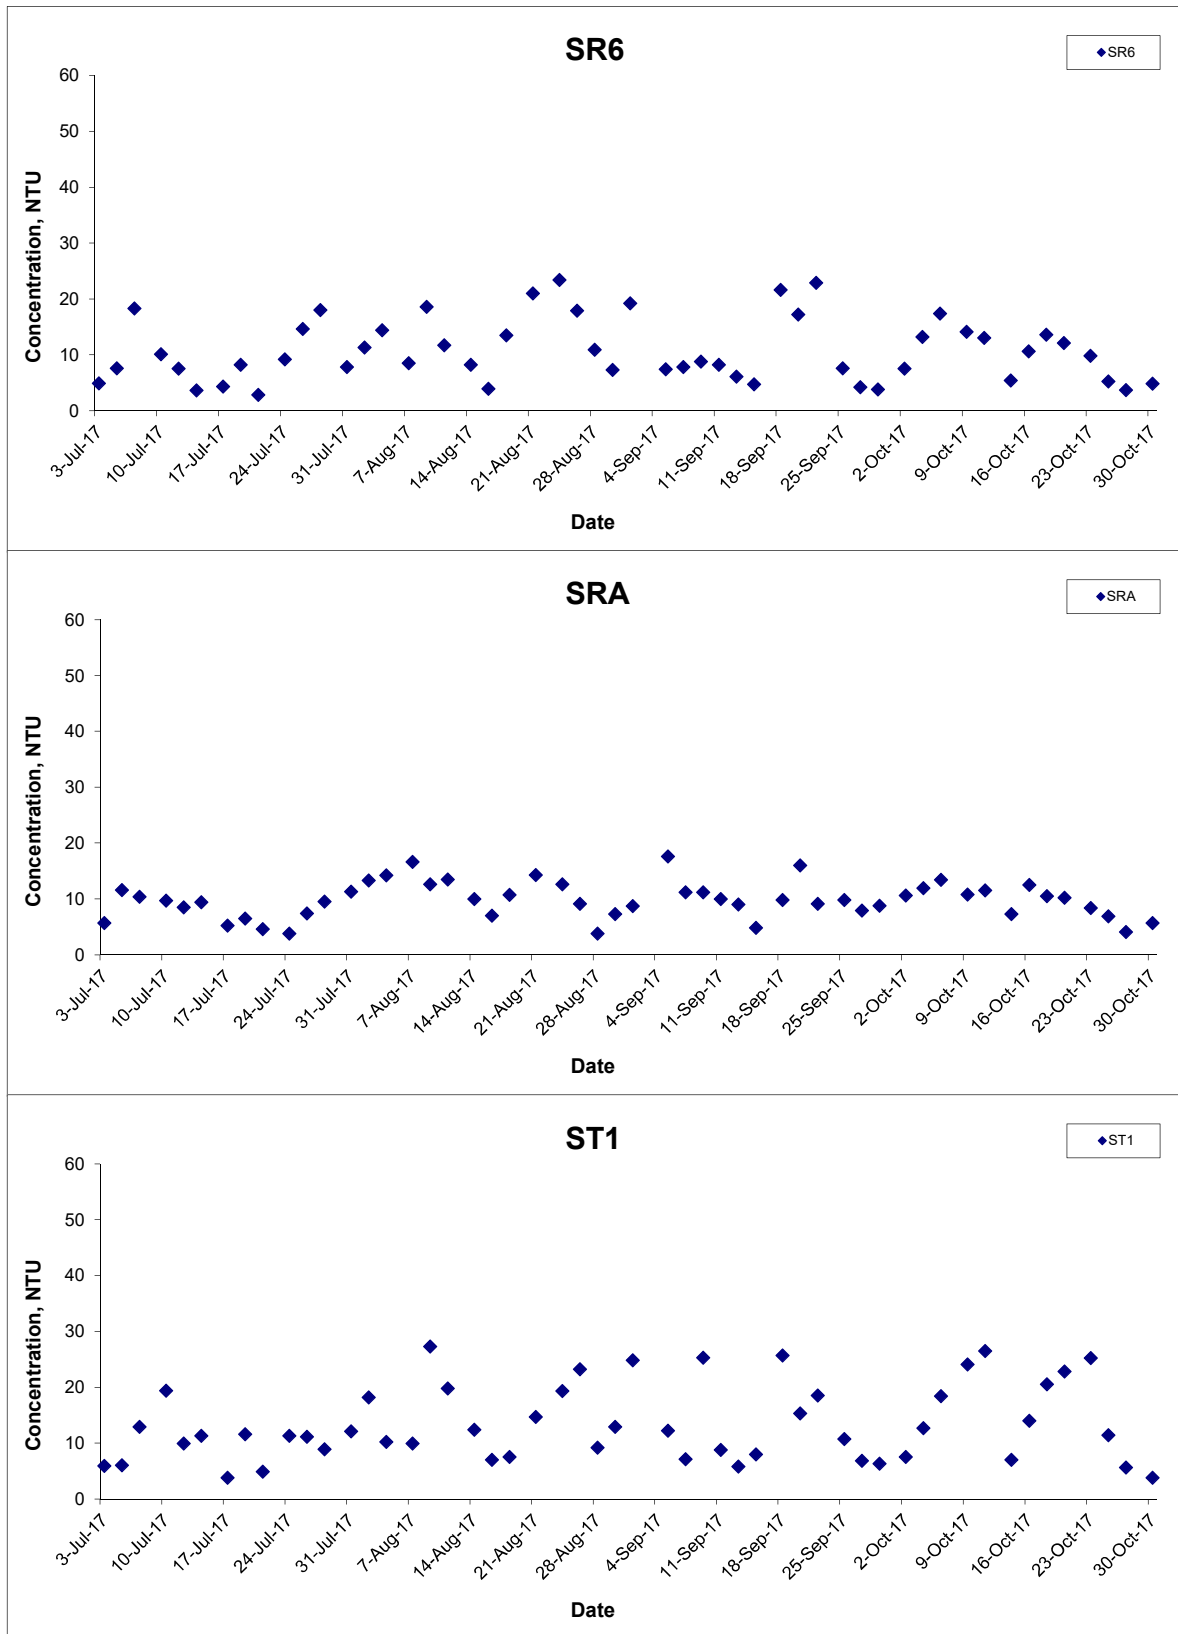 SR6
SR6
Concentration, NTU
60
50
40
30
20
10
0
3-Jul-17 10-Jul-17 17-Jul-17 24-Jul-17 31-Jul-17 7-Aug-17 14-Aug-17 21-Aug-17 28-Aug-17 4-Sep-17 11-Sep-17 18-Sep-17 25-Sep-17 2-Oct-17 9-Oct-17 16-Oct-17 23-Oct-17 30-Oct-17
Date
SRA
SRA
Concentration, NTU
60
50
40
30
20
10
0
3-Jul-17 10-Jul-17 17-Jul-17 24-Jul-17 31-Jul-17 7-Aug-17 14-Aug-17 21-Aug-17 28-Aug-17 4-Sep-17 11-Sep-17 18-Sep-17 25-Sep-17 2-Oct-17 9-Oct-17 16-Oct-17 23-Oct-17 30-Oct-17
Date
ST1
ST1
Concentration, NTU
60
50
40
30
20
10
0
3-Jul-17 10-Jul-17 17-Jul-17 24-Jul-17 31-Jul-17 7-Aug-17 14-Aug-17 21-Aug-17 28-Aug-17 4-Sep-17 11-Sep-17 18-Sep-17 25-Sep-17 2-Oct-17 9-Oct-17 16-Oct-17 23-Oct-17 30-Oct-17
Date